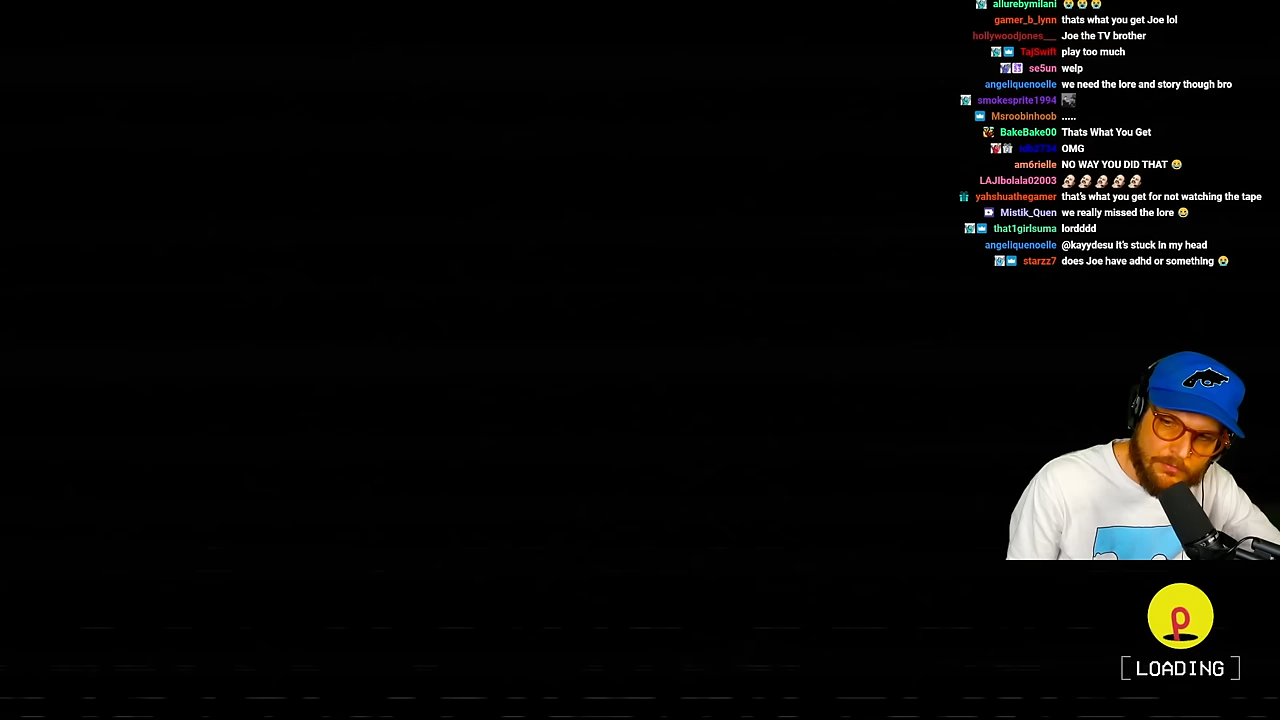 allurebymilani 😭😭😭
gamer_b_lynn thats what you get Joe lol
hollywoodjones__ Joe the TV brother
TajSwift play too much
se5un welp
angeliquenoelle we need the lore and story though bro
smokesprite1994
Msroobinhoob .....
BakeBake00 Thats What You Get
OMG
am6rielle NO WAY YOU DID THAT 😂
LAJIbolala02003
yahshuathegamer that's what you get for not watching the tape
Mistik_Quen we really missed the lore 😂
that1girlsuma lordddd
angeliquenoelle @kayydesu it's stuck in my head
starzz7 does Joe have adhd or something 😭
p
[ LOADING ]